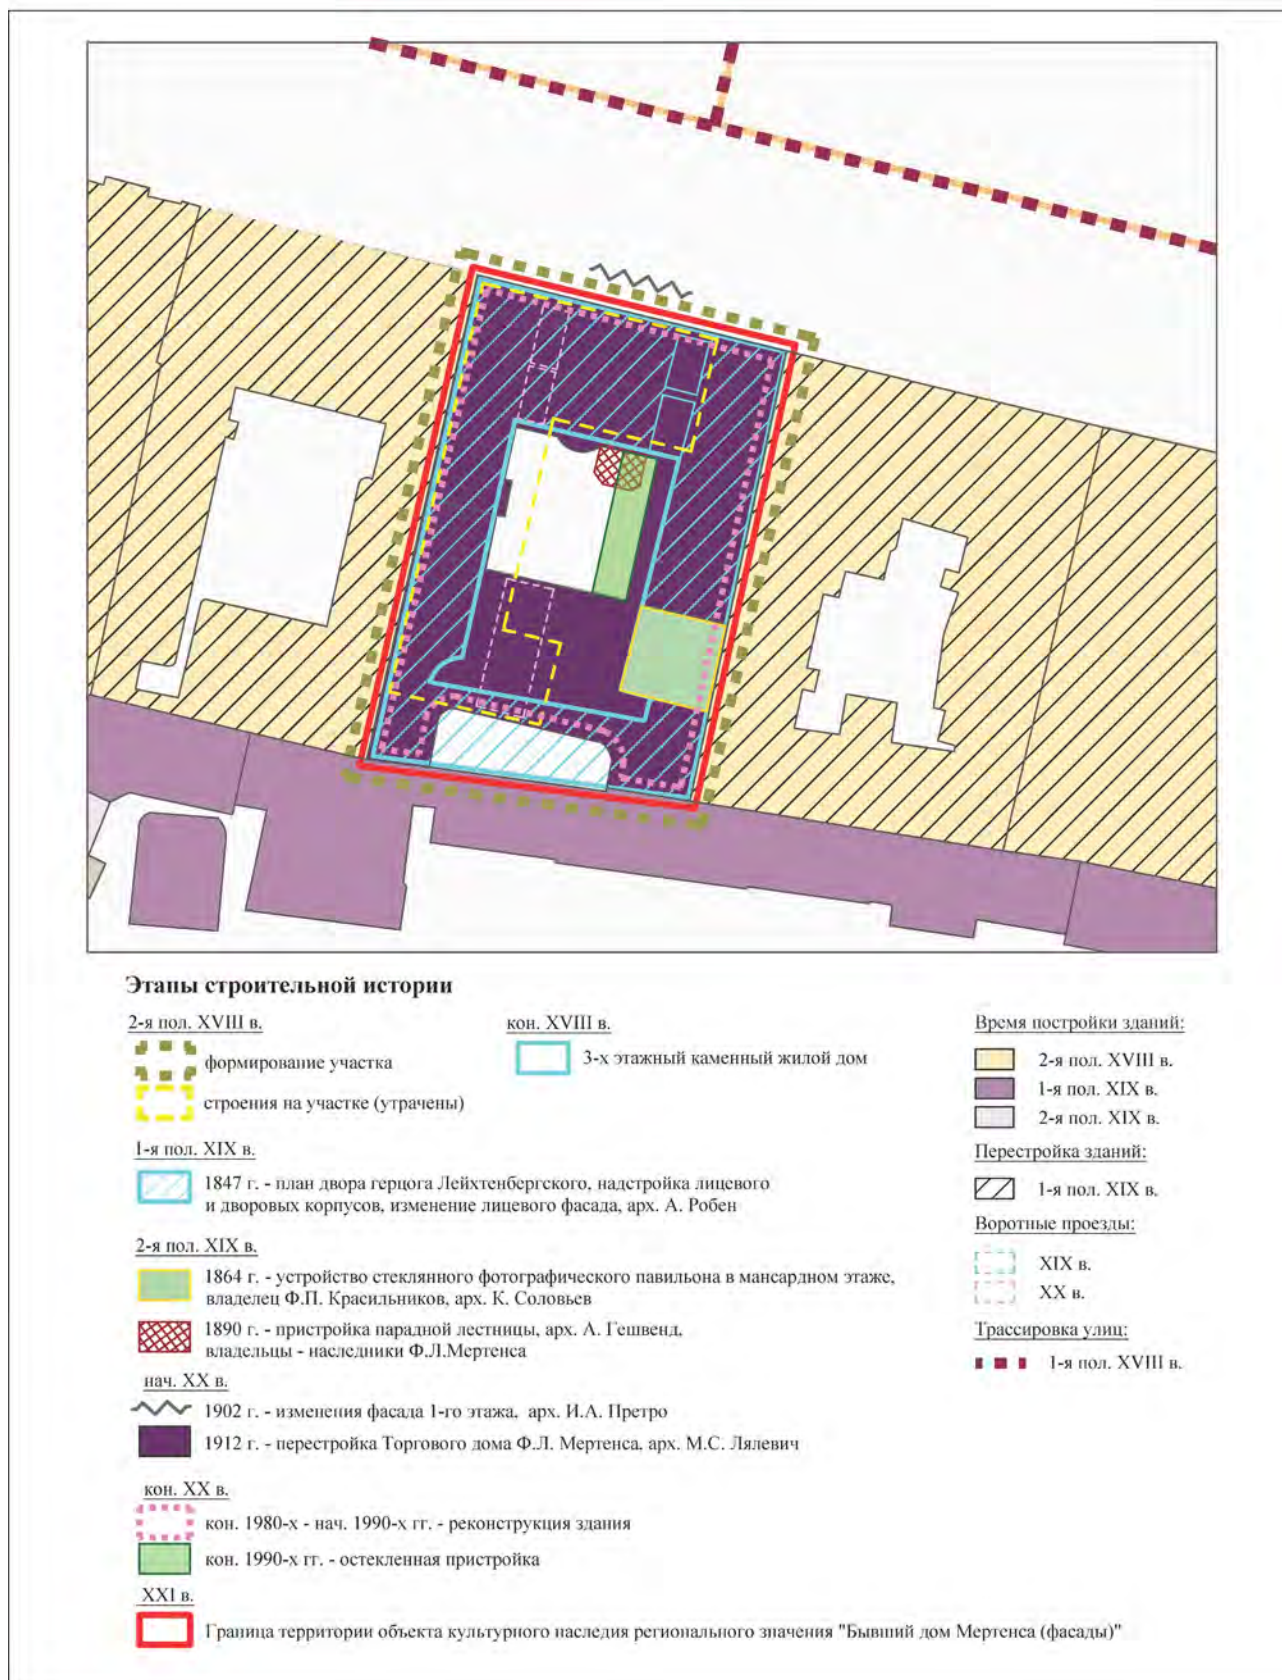 Этапы строительной истории
2-я пол. XVIII в.
формирование участка
строения на участке (утрачены)
кон. XVIII в.
3-х этажный каменный жилой дом
1-я пол. XIX в.
1847 г. - план двора герцога Лейхтенбергского, надстройка лицевого
и дворовых корпусов, изменение лицевого фасада, арх. А. Робен
2-я пол. XIX в.
1864 г. - устройство стеклянного фотографического павильона в мансардном этаже,
владелец Ф.П. Красильников, арх. К. Соловьев
1890 г. - пристройка парадной лестницы, арх. А. Гешвенд,
владельцы - наследники Ф.Л.Мертенса
нач. XX в.
1902 г. - изменения фасада 1-го этажа, арх. И.А. Претро
1912 г. - перестройка Торгового дома Ф.Л. Мертенса, арх. М.С. Лялевич
кон. XX в.
кон. 1980-х - нач. 1990-х гг. - реконструкция здания
кон. 1990-х гг. - остекленная пристройка
XXI в.
Граница территории объекта культурного наследия регионального значения "Бывший дом Мертенса (фасады)"
Время постройки зданий:
2-я пол. XVIII в.
1-я пол. XIX в.
2-я пол. XIX в.
Перестройка зданий:
1-я пол. XIX в.
Воротные проезды:
XIX в.
XX в.
Трассировка улиц:
1-я пол. XVIII в.